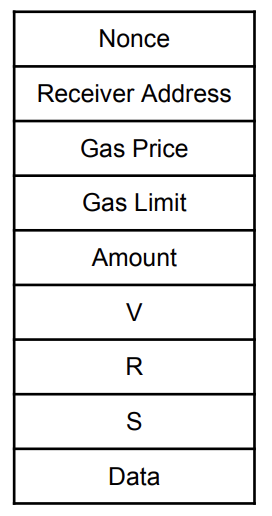 Nonce
Receiver Address
Gas Price
Gas Limit
Amount
V
R
S
Data